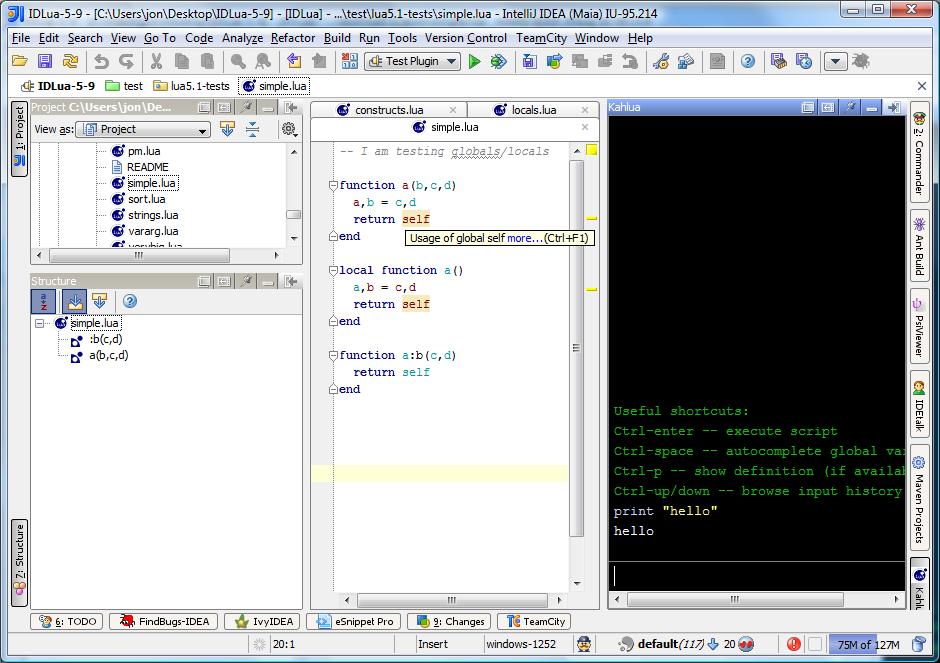 IDLua-5-9 - [C:\Users\jon\Desktop\IDLua-5-9] - [IDLua] - ...\test\lua5.1-tests\simple.lua - IntelliJ IDEA (Maia) IU-95.214
File Edit Search View Go To Code Analyze Refactor Build Run Tools Version Control TeamCity Window Help
Test Plugin
IDLua-5-9 test lua5.1-tests simple.lua
1: Project
Project C:\Users\jon\De...
View as: Project
pm.lua
README
simple.lua
sort.lua
strings.lua
vararg.lua
verybig.lua
Structure
simple.lua
:b(c,d)
a(b,c,d)
7: Structure
constructs.lua
locals.lua
simple.lua
-- I am testing globals/locals
function a(b,c,d)
a,b = c,d
return self
end
Usage of global self more...(Ctrl+F1)
local function a()
a,b = c,d
return self
end
function a:b(c,d)
return self
end
Kahlua
Useful shortcuts:
Ctrl-enter -- execute script
Ctrl-space -- autocomplete global va
Ctrl-p -- show definition (if availab
Ctrl-up/down -- browse input history
print "hello"
hello
2: Commander
Ant Build
PsiViewer
IDEtalk
Maven Projects
Kahl
6: TODO FindBugs-IDEA IvyIDEA eSnippet Pro 9: Changes TeamCity
20:1 Insert windows-1252 default(117) 20 75M of 127M